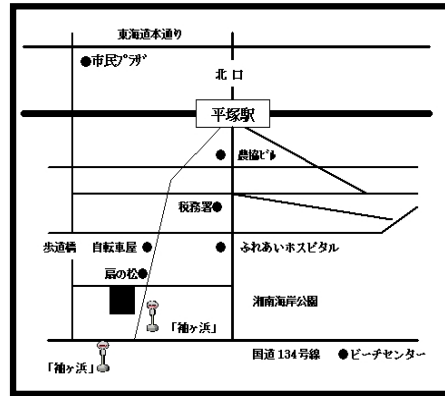 東海道本通り
●市民ﾌﾟﾗｻﾞ
北口
平塚駅
農協ﾋﾞﾙ
税務署
歩道橋
自転車屋
ふれあいホスピタル
扇の松
湘南海岸公園
「袖ヶ浜」
国道134号線
●ビーチセンター
「袖ヶ浜」